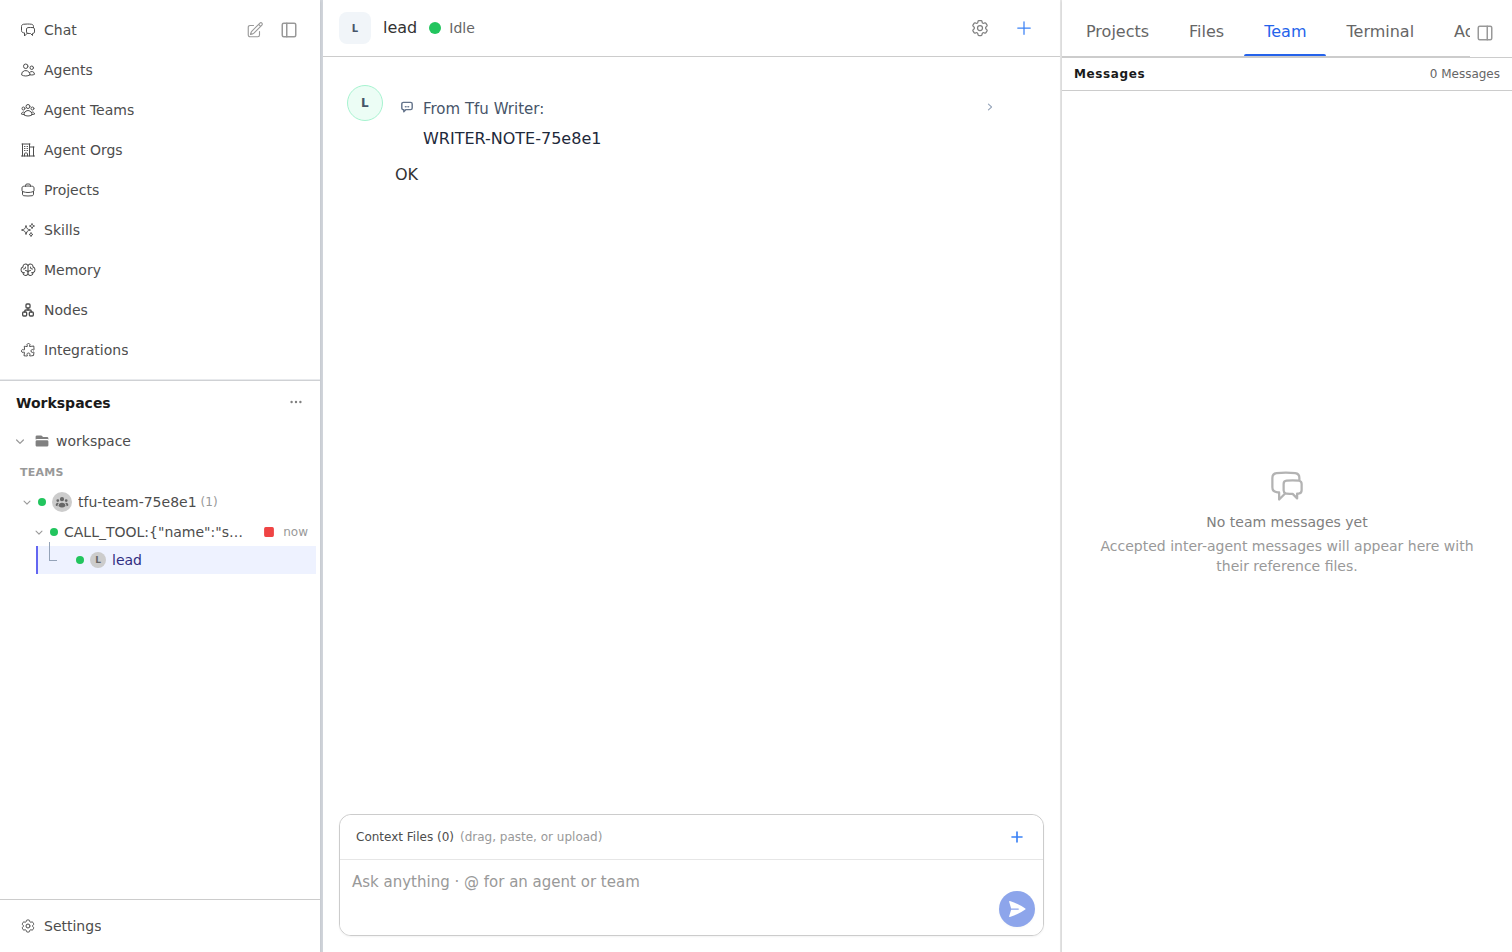 Chat
Agents
Agent Teams
Agent Orgs
Projects
Skills
Memory
Nodes
Integrations
Workspaces
workspace
TEAMS
tfu-team-75e8e1 (1)
CALL_TOOL:{"name":"s... now
L lead
Settings
L lead Idle
L From Tfu Writer:
WRITER-NOTE-75e8e1
OK
Context Files (0) (drag, paste, or upload)
Ask anything · @ for an agent or team
Projects Files Team Terminal Ac
Messages 0 Messages
No team messages yet
Accepted inter-agent messages will appear here with
their reference files.